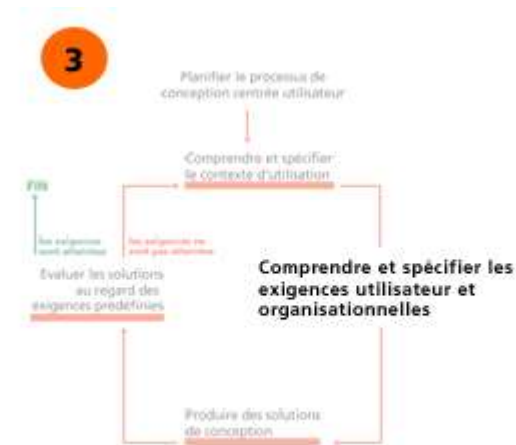 3
Planifier le processus de
conception centrée utilisateur
Comprendre et spécifier
le contexte d'utilisation
FIN
les exigences
sont atteintes
les exigences ne
sont pas atteintes
Evaluer les solutions
au regard des
exigences prédéfinies
Comprendre et spécifier les
exigences utilisateur et
organisationnelles
Produire des solutions
de conception